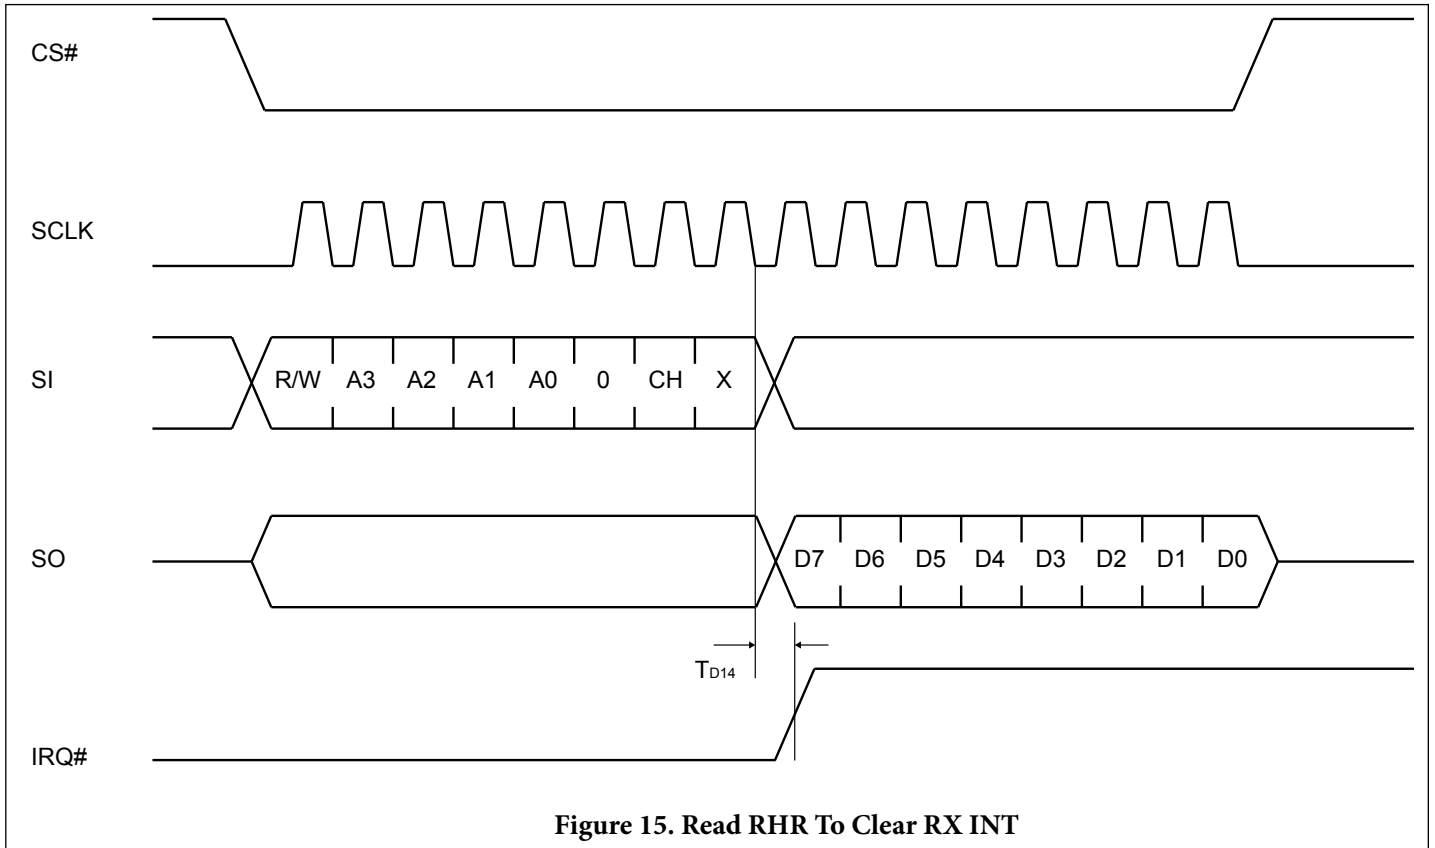 CS#
SCLK
SI R/W A3 A2 A1 A0 0 CH X
SO D7 D6 D5 D4 D3 D2 D1 D0
TD14
IRQ#
Figure 15. Read RHR To Clear RX INT